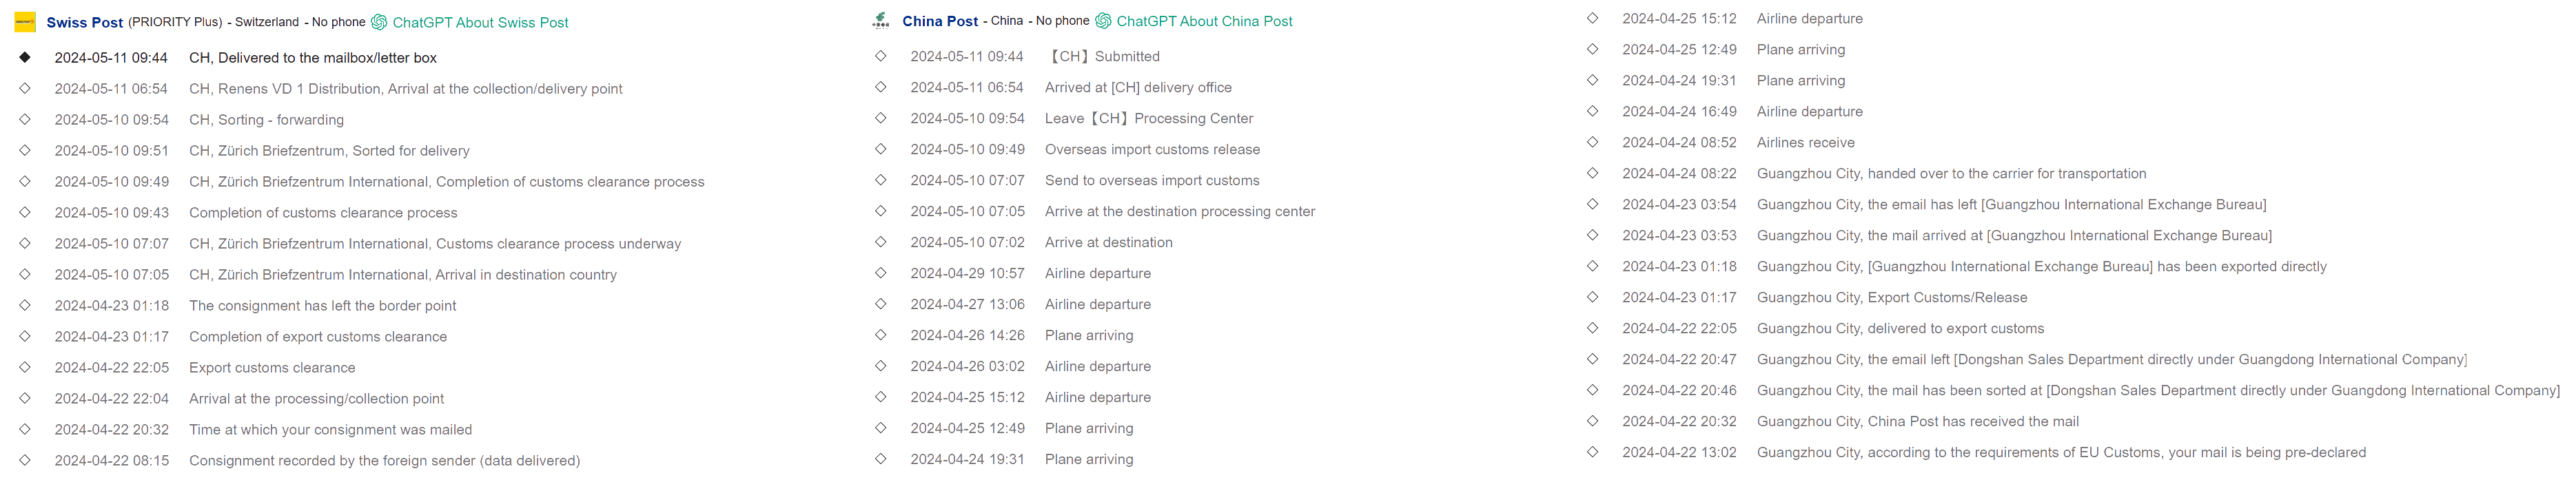 Swiss Post (PRIORITY Plus) - Switzerland - No phone ChatGPT About Swiss Post
2024-05-11 09:44 CH, Delivered to the mailbox/letter box
2024-05-11 06:54 CH, Renens VD 1 Distribution, Arrival at the collection/delivery point
2024-05-10 09:54 CH, Sorting - forwarding
2024-05-10 09:51 CH, Zürich Briefzentrum, Sorted for delivery
2024-05-10 09:49 CH, Zürich Briefzentrum International, Completion of customs clearance process
2024-05-10 09:43 Completion of customs clearance process
2024-05-10 07:07 CH, Zürich Briefzentrum International, Customs clearance process underway
2024-05-10 07:05 CH, Zürich Briefzentrum International, Arrival in destination country
2024-04-23 01:18 The consignment has left the border point
2024-04-23 01:17 Completion of export customs clearance
2024-04-22 22:05 Export customs clearance
2024-04-22 22:04 Arrival at the processing/collection point
2024-04-22 20:32 Time at which your consignment was mailed
2024-04-22 08:15 Consignment recorded by the foreign sender (data delivered)
China Post - China - No phone ChatGPT About China Post
2024-05-11 09:44 【CH】Submitted
2024-05-11 06:54 Arrived at [CH] delivery office
2024-05-10 09:54 Leave【CH】Processing Center
2024-05-10 09:49 Overseas import customs release
2024-05-10 07:07 Send to overseas import customs
2024-05-10 07:05 Arrive at the destination processing center
2024-05-10 07:02 Arrive at destination
2024-04-29 10:57 Airline departure
2024-04-27 13:06 Airline departure
2024-04-26 14:26 Plane arriving
2024-04-26 03:02 Airline departure
2024-04-25 15:12 Airline departure
2024-04-25 12:49 Plane arriving
2024-04-24 19:31 Plane arriving
2024-04-25 15:12 Airline departure
2024-04-25 12:49 Plane arriving
2024-04-24 19:31 Plane arriving
2024-04-24 16:49 Airline departure
2024-04-24 08:52 Airlines receive
2024-04-24 08:22 Guangzhou City, handed over to the carrier for transportation
2024-04-23 03:54 Guangzhou City, the email has left [Guangzhou International Exchange Bureau]
2024-04-23 03:53 Guangzhou City, the mail arrived at [Guangzhou International Exchange Bureau]
2024-04-23 01:18 Guangzhou City, [Guangzhou International Exchange Bureau] has been exported directly
2024-04-23 01:17 Guangzhou City, Export Customs/Release
2024-04-22 22:05 Guangzhou City, delivered to export customs
2024-04-22 20:47 Guangzhou City, the email left [Dongshan Sales Department directly under Guangdong International Company]
2024-04-22 20:46 Guangzhou City, the mail has been sorted at [Dongshan Sales Department directly under Guangdong International Company]
2024-04-22 20:32 Guangzhou City, China Post has received the mail
2024-04-22 13:02 Guangzhou City, according to the requirements of EU Customs, your mail is being pre-declared